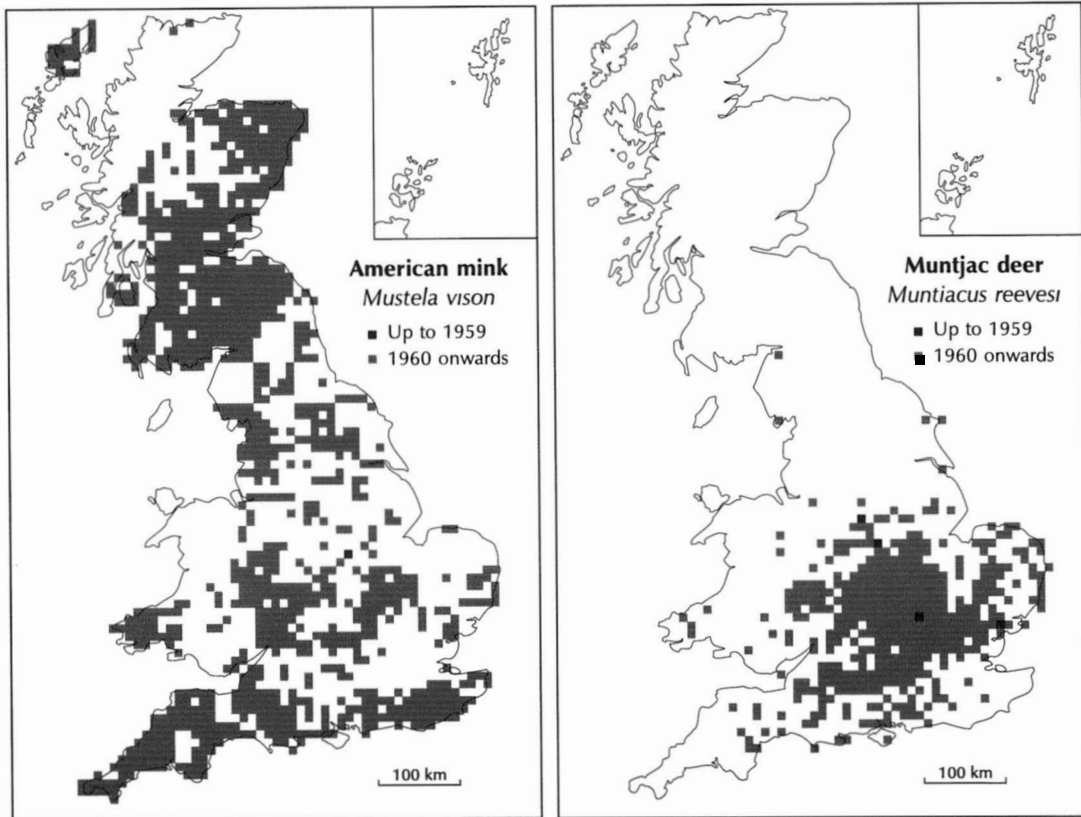 American mink
Mustela vison
Up to 1959
1960 onwards
100 km
Muntjac deer
Muntiacus reevesi
Up to 1959
1960 onwards
100 km